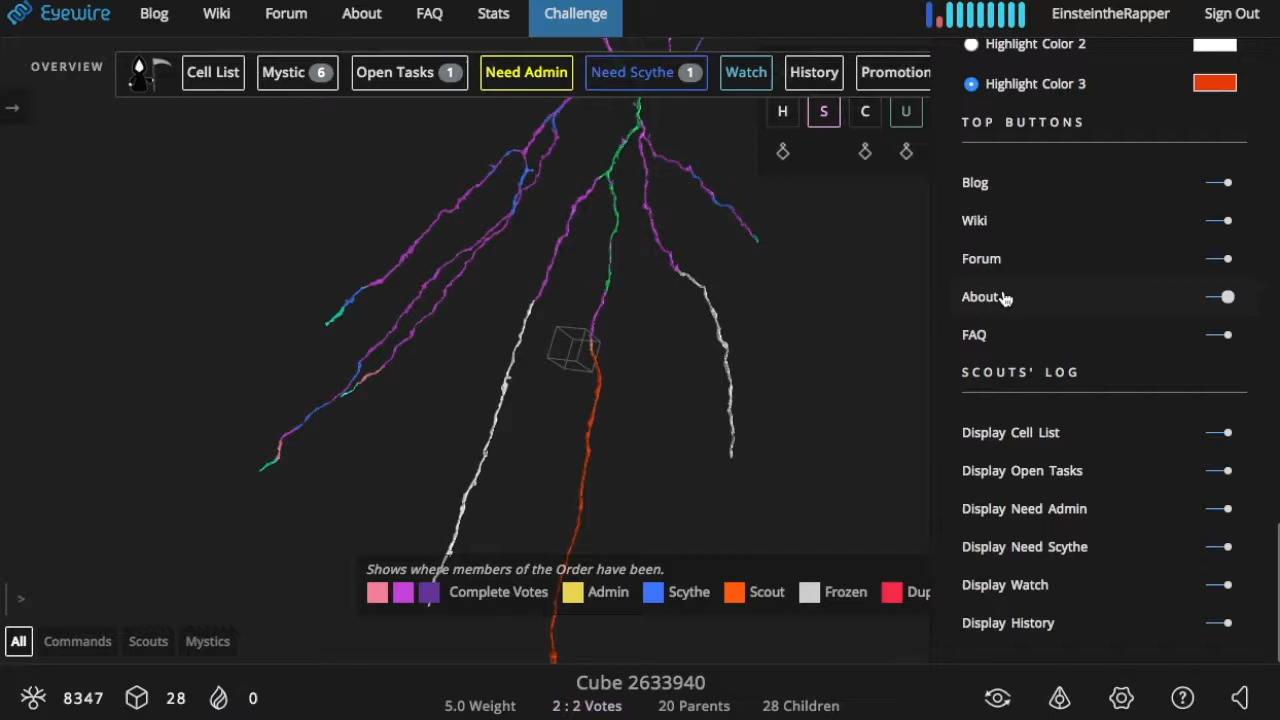 Eyewire Blog Wiki Forum About FAQ Stats Challenge EinsteintheRapper Sign Out
OVERVIEW Cell List Mystic 6 Open Tasks 1 Need Admin Need Scythe 1 Watch History Promotion
H S C U
Highlight Color 2
Highlight Color 3
TOP BUTTONS
Blog
Wiki
Forum
About
FAQ
SCOUTS' LOG
Display Cell List
Display Open Tasks
Display Need Admin
Display Need Scythe
Display Watch
Display History
Shows where members of the Order have been.
Complete Votes Admin Scythe Scout Frozen Dup
>
All Commands Scouts Mystics
8347 28 0
Cube 2633940
5.0 Weight 2 : 2 Votes 20 Parents 28 Children